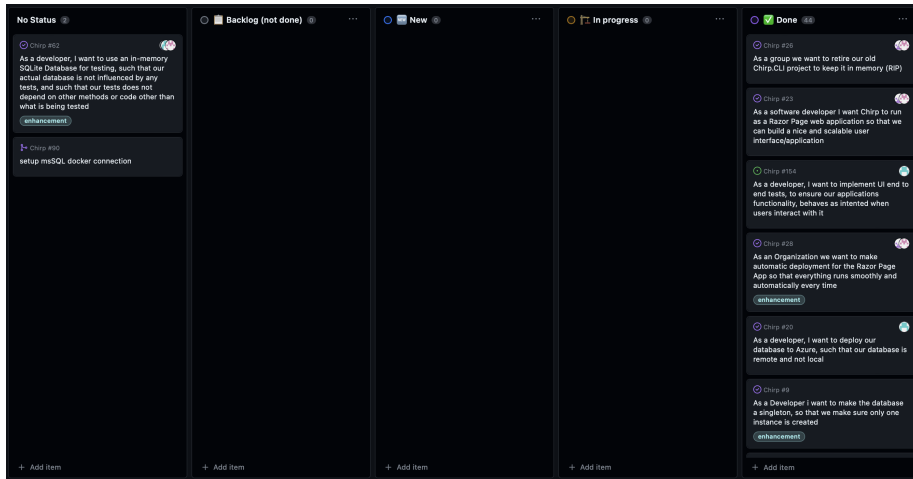 No Status 2
Chirp #62
As a developer, I want to use an in-memory
SQLite Database for testing, such that our
actual database is not influenced by any
tests, and such that our tests does not
depend on other methods or code other than
what is being tested
enhancement
Chirp #90
setup msSQL docker connection
+ Add item
Backlog (not done) 0
+ Add item
NEW New 0
+ Add item
In progress 0
+ Add item
Done 44
Chirp #26
As a group we want to retire our old
Chirp.CLI project to keep it in memory (RIP)
Chirp #23
As a software developer I want Chirp to run
as a Razor Page web application so that we
can build a nice and scalable user
interface/application
Chirp #154
As a developer, I want to implement UI end to
end tests, to ensure our applications
functionality, behaves as intented when
users interact with it
Chirp #28
As an Organization we want to make
automatic deployment for the Razor Page
App so that everything runs smoothly and
automatically every time
enhancement
Chirp #20
As a developer, I want to deploy our
database to Azure, such that our database is
remote and not local
Chirp #9
As a Developer i want to make the database
a singleton, so that we make sure only one
instance is created
enhancement
+ Add item